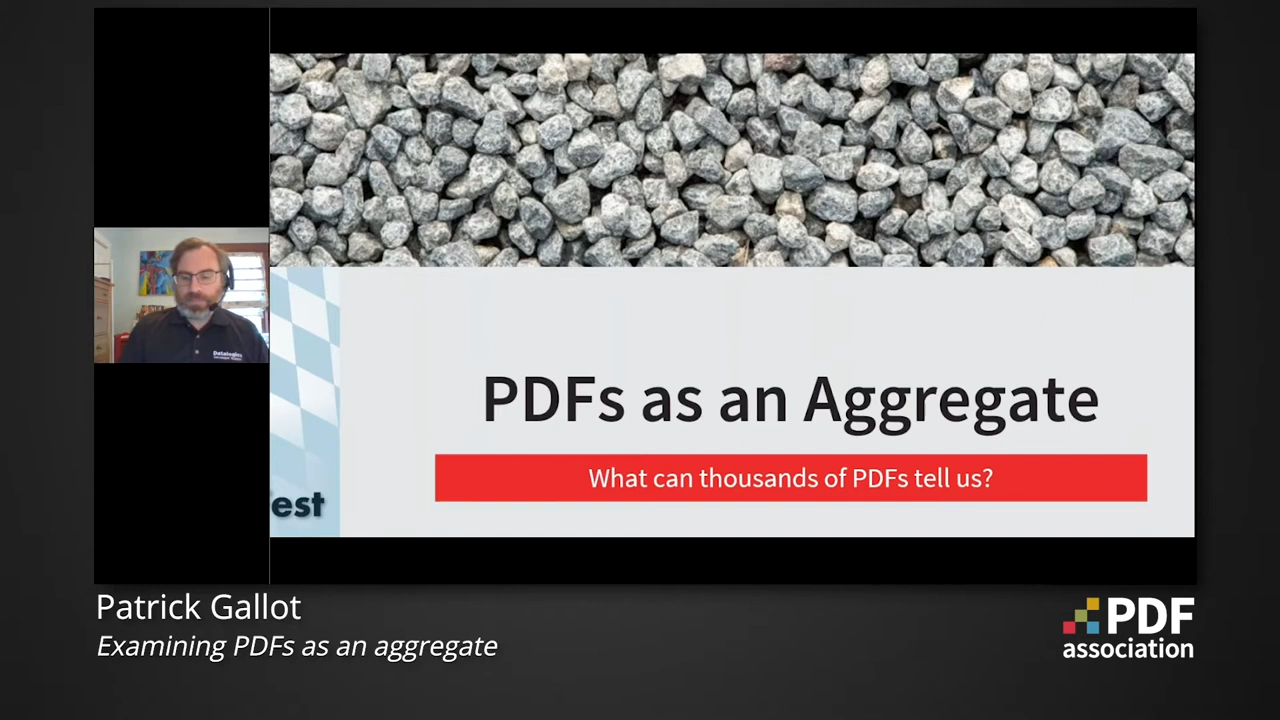 PDFs as an Aggregate
What can thousands of PDFs tell us?
est
Datalogics
Patrick Gallot
Examining PDFs as an aggregate
PDF
association